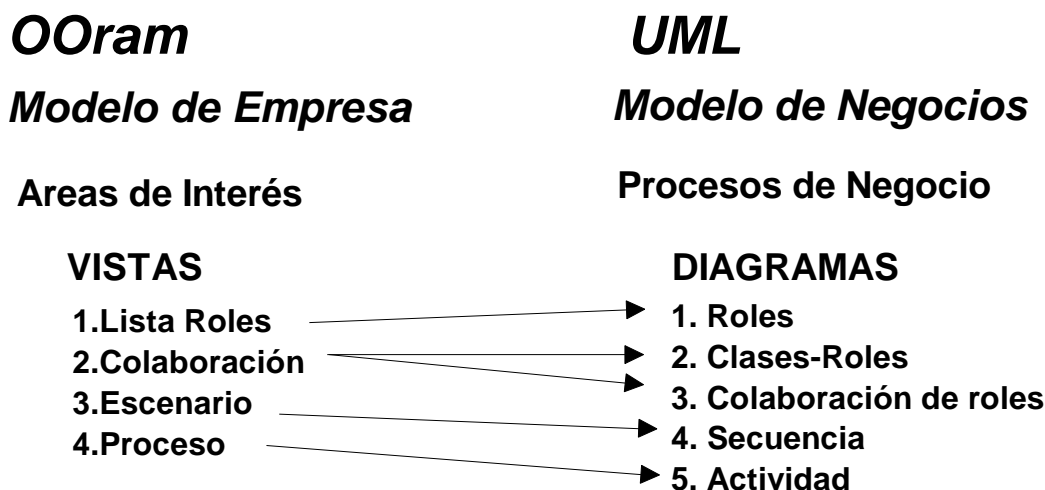 OOram
Modelo de Empresa
Areas de Interés
VISTAS
1.Lista Roles
2.Colaboración
3.Escenario
4.Proceso
UML
Modelo de Negocios
Procesos de Negocio
DIAGRAMAS
1. Roles
2. Clases-Roles
3. Colaboración de roles
4. Secuencia
5. Actividad